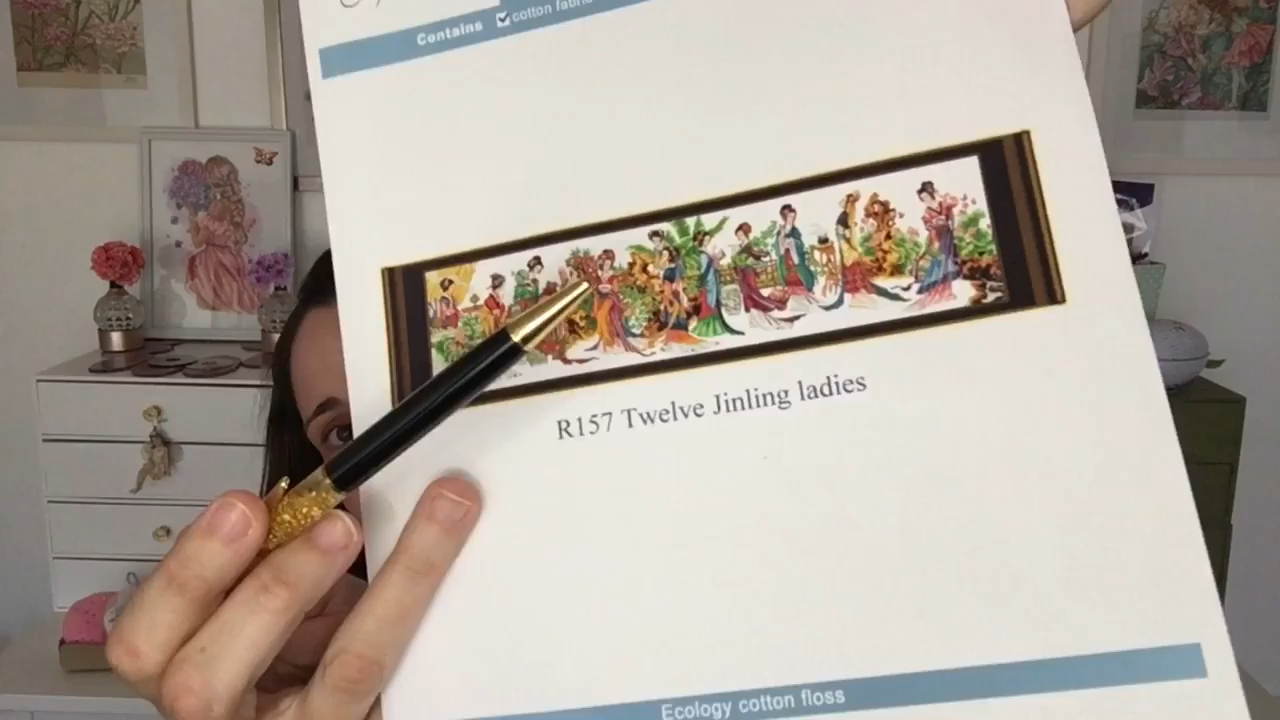 Contains ☑ cotton fabric
R157 Twelve Jinling ladies
Ecology cotton floss